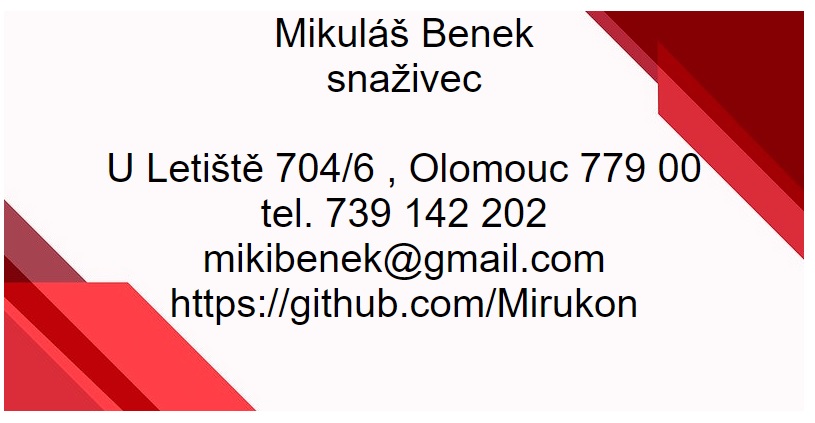 Mikuláš Benek
snaživec
U Letiště 704/6 , Olomouc 779 00
tel. 739 142 202
mikibenek@gmail.com
https://github.com/Mirukon